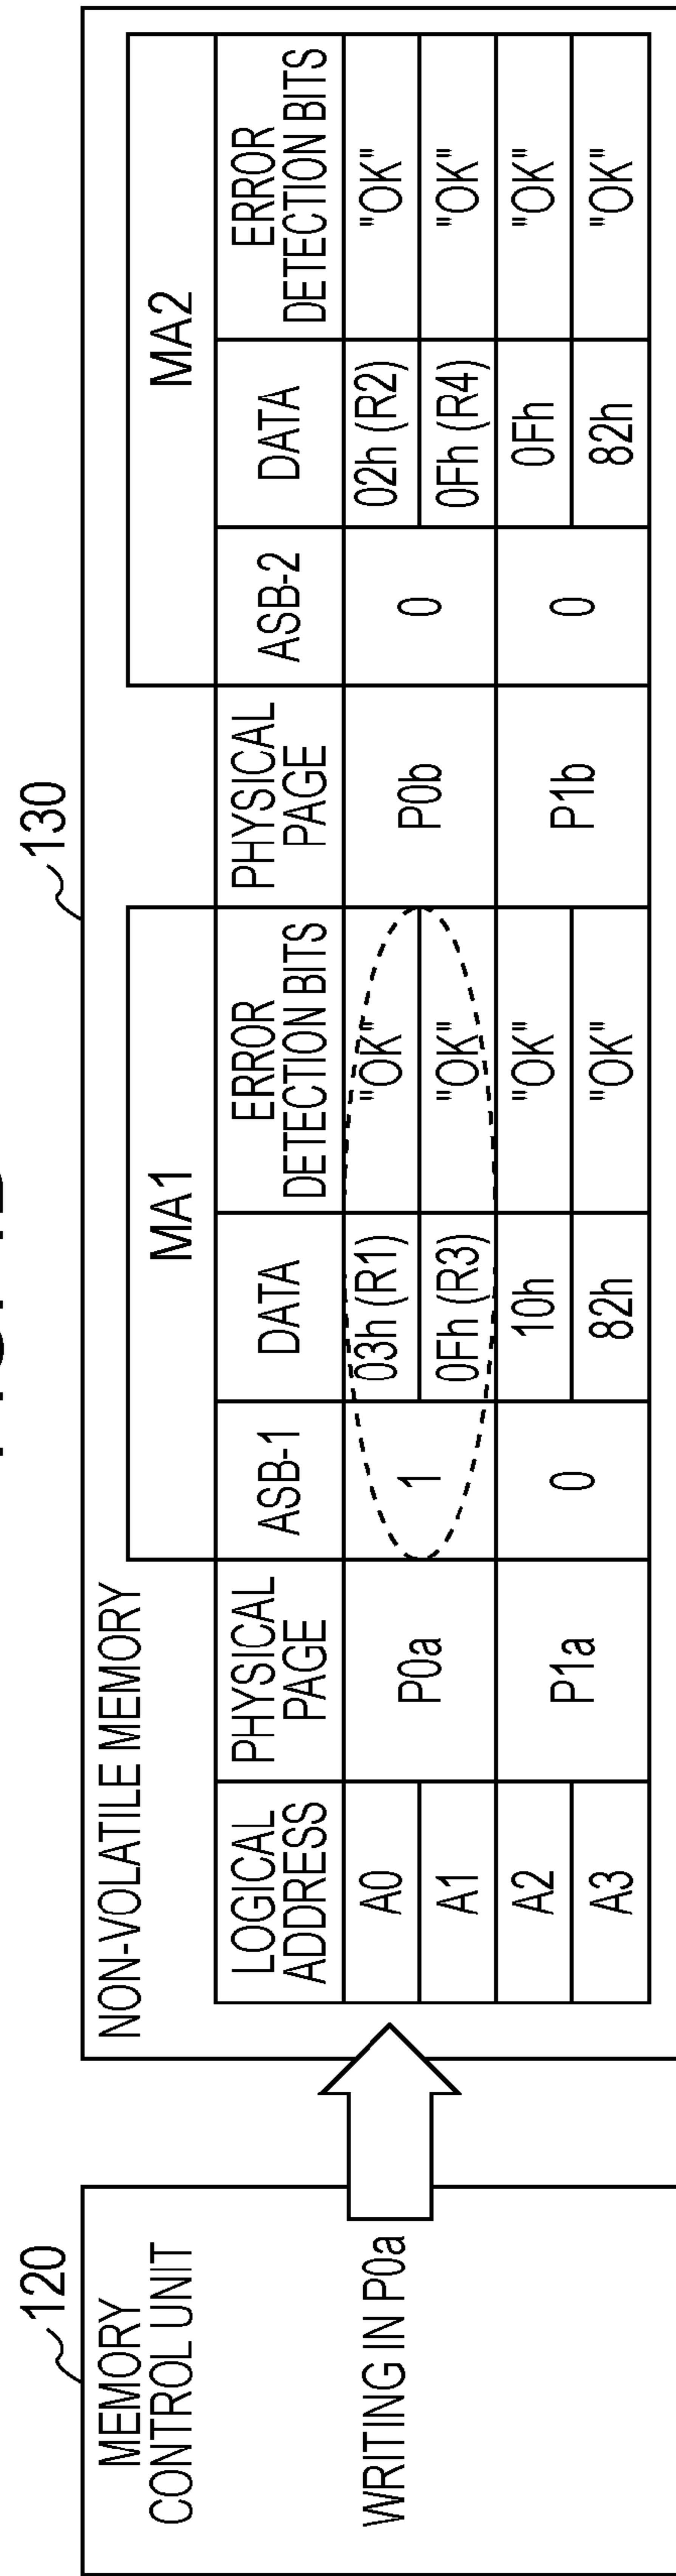 120
MEMORY
CONTROL UNIT
WRITING IN P0a
130
NON-VOLATILE MEMORY
MA1
MA2
LOGICAL ADDRESS
PHYSICAL PAGE
ASB-1
DATA
ERROR DETECTION BITS
PHYSICAL PAGE
ASB-2
DATA
ERROR DETECTION BITS
A0
P0a
1
03h (R1)
"OK"
P0b
0
02h (R2)
"OK"
A1
0Fh (R3)
"OK"
0Fh (R4)
"OK"
A2
P1a
0
10h
"OK"
P1b
0
0Fh
"OK"
A3
82h
"OK"
82h
"OK"